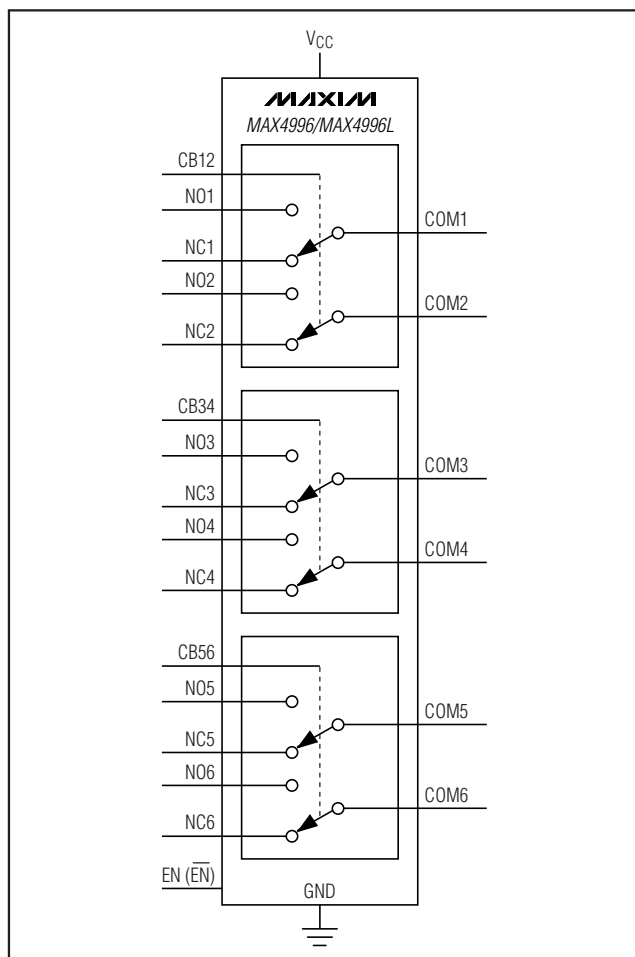 VCC
MAXIM
MAX4996/MAX4996L
CB12
NO1
COM1
NC1
NO2
COM2
NC2
CB34
NO3
COM3
NC3
NO4
COM4
NC4
CB56
NO5
COM5
NC5
NO6
COM6
NC6
EN (E̅N̅)
GND